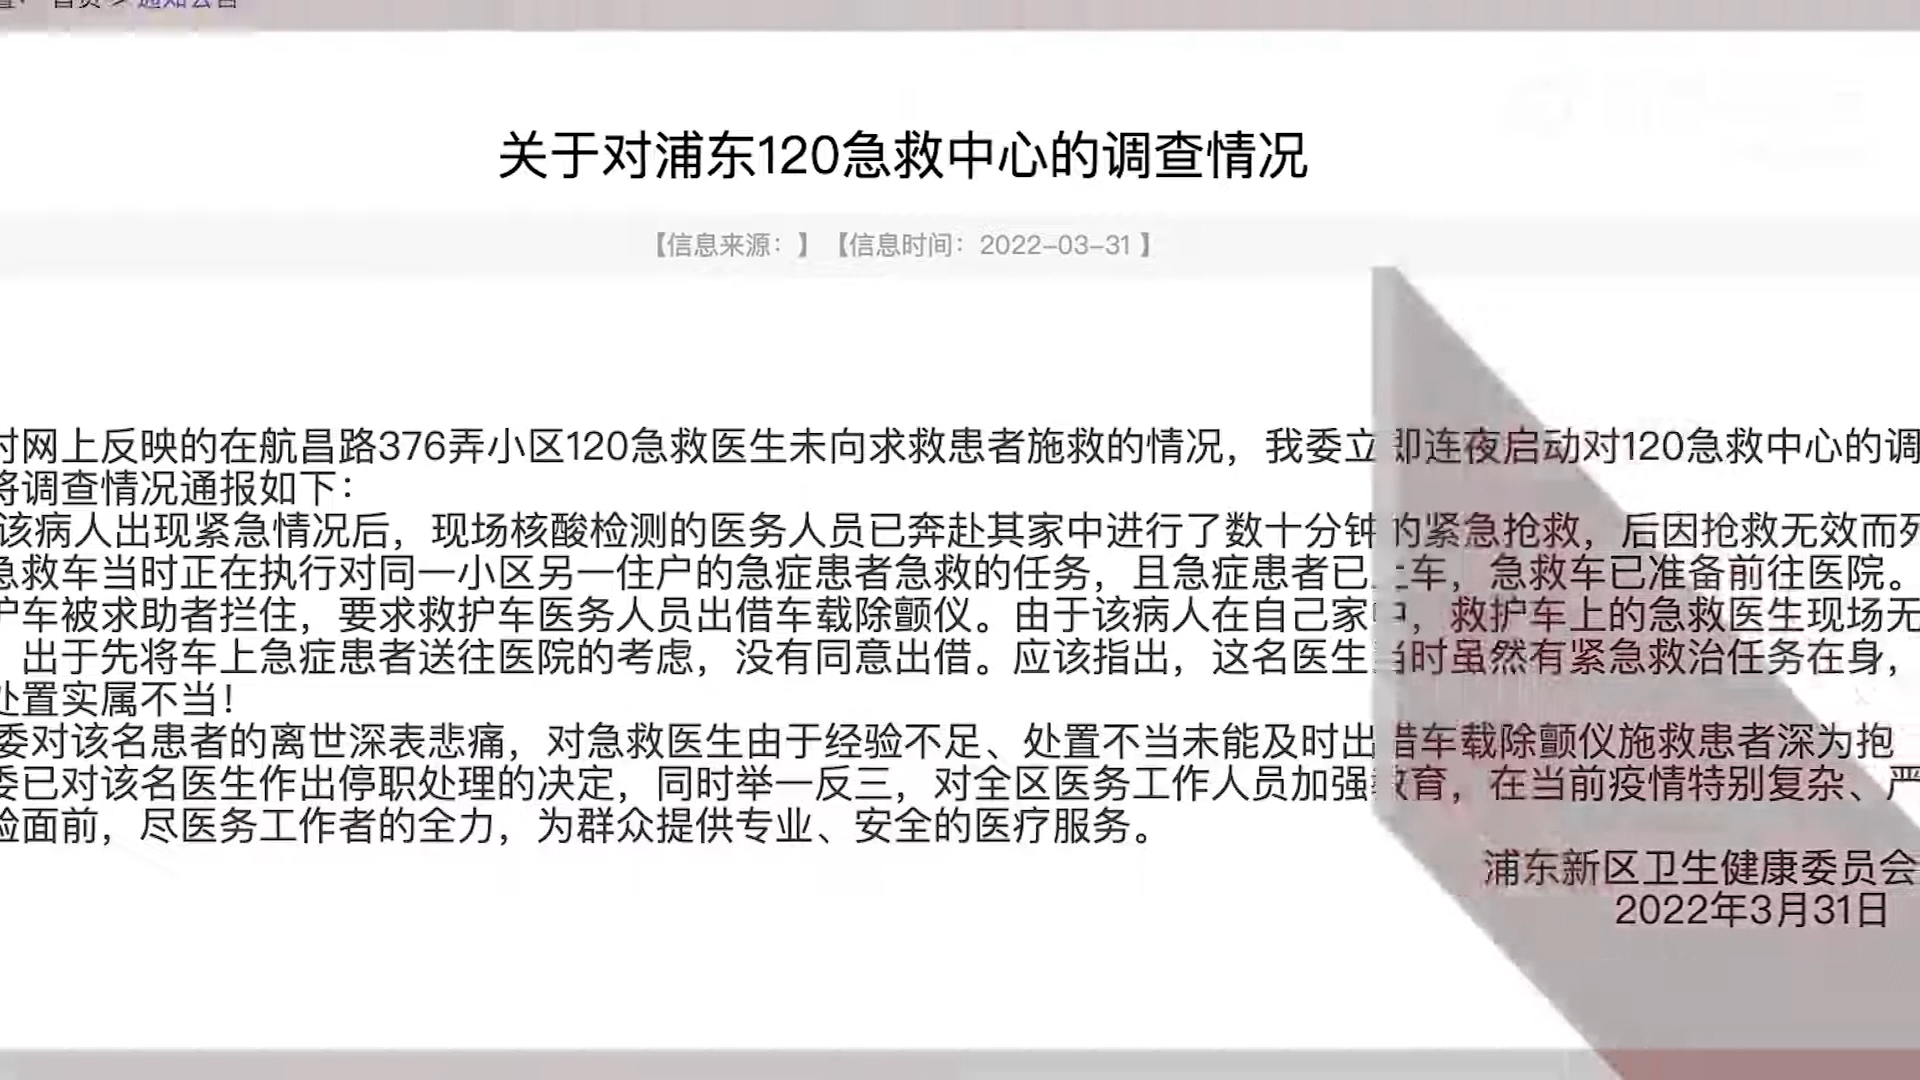 置： 首页 > 通知公告
关于对浦东120急救中心的调查情况
【信息来源：】【信息时间：2022-03-31 】
对网上反映的在航昌路376弄小区120急救医生未向求救患者施救的情况，我委立即连夜启动对120急救中心的调
将调查情况通报如下：
该病人出现紧急情况后，现场核酸检测的医务人员已奔赴其家中进行了数十分钟的紧急抢救，后因抢救无效而死
急救车当时正在执行对同一小区另一住户的急症患者急救的任务，且急症患者已上车，急救车已准备前往医院。
护车被求助者拦住，要求救护车医务人员出借车载除颤仪。由于该病人在自己家中，救护车上的急救医生现场无
，出于先将车上急症患者送往医院的考虑，没有同意出借。应该指出，这名医生当时虽然有紧急救治任务在身，
处置实属不当！
委对该名患者的离世深表悲痛，对急救医生由于经验不足、处置不当未能及时出借车载除颤仪施救患者深为抱
委已对该名医生作出停职处理的决定，同时举一反三，对全区医务工作人员加强教育，在当前疫情特别复杂、严
验面前，尽医务工作者的全力，为群众提供专业、安全的医疗服务。
浦东新区卫生健康委员会
2022年3月31日